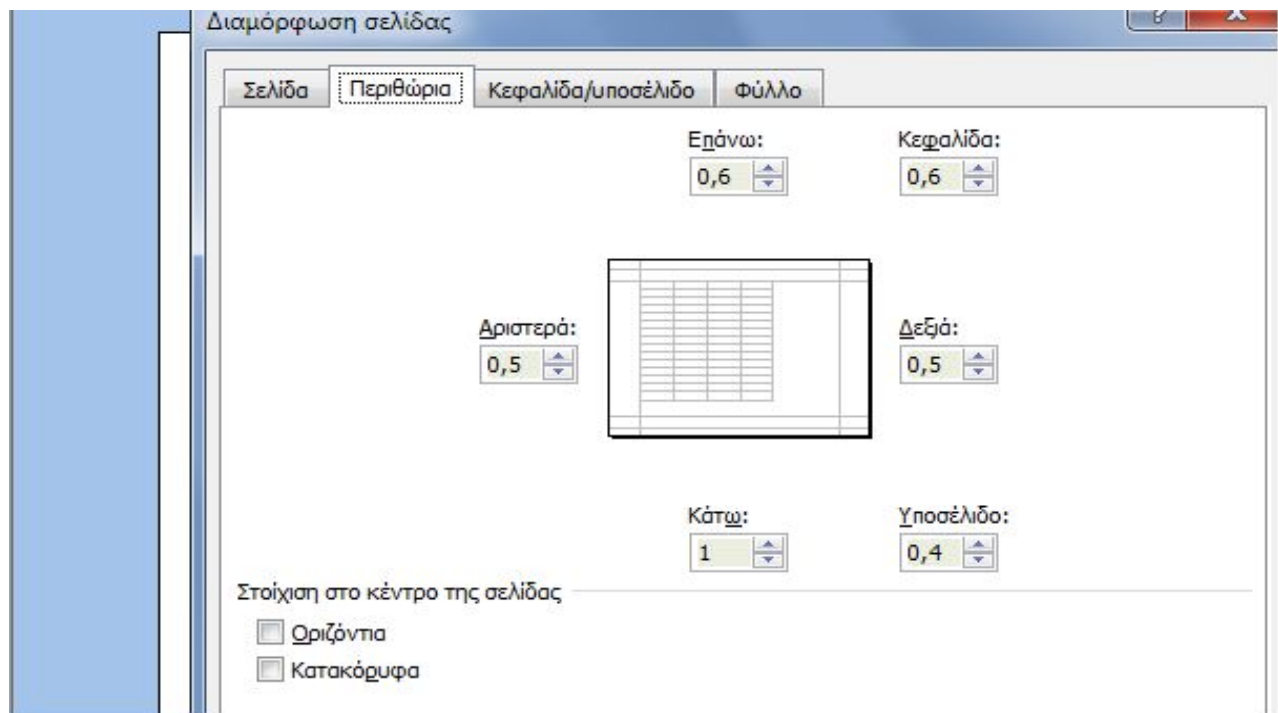 Διαμόρφωση σελίδας
? X
Σελίδα Περιθώρια Κεφαλίδα/υποσέλιδο Φύλλο
Επάνω: Κεφαλίδα:
0,6 0,6
Αριστερά: Δεξιά:
0,5 0,5
Κάτω: Υποσέλιδο:
1 0,4
Στοίχιση στο κέντρο της σελίδας
Οριζόντια
Κατακόρυφα